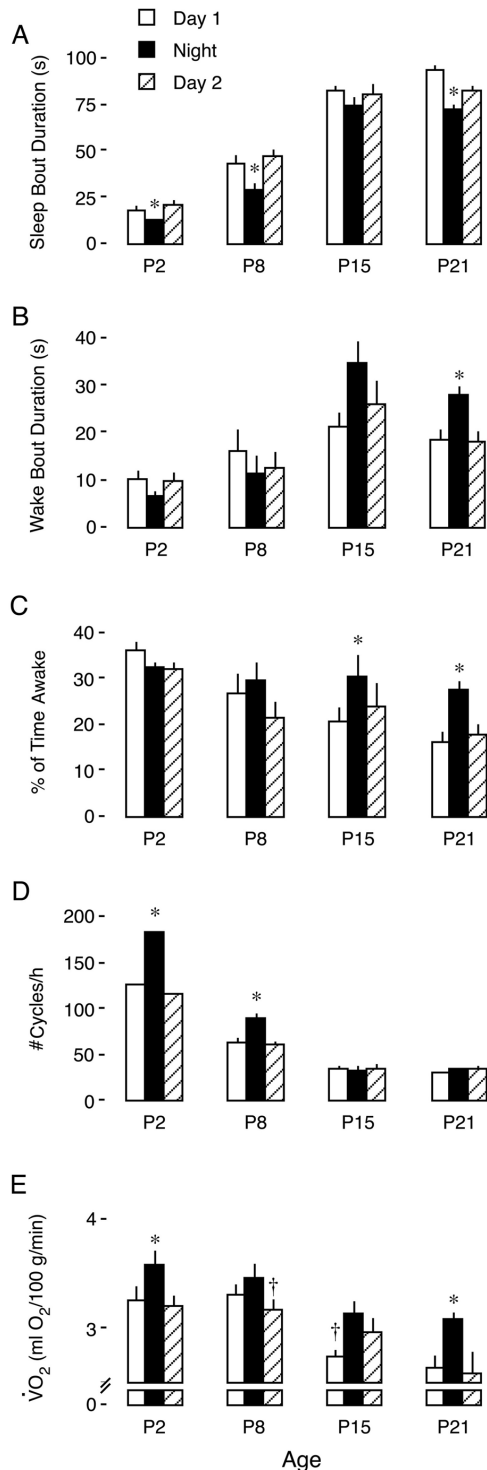 A
Day 1
Night
Day 2
Sleep Bout Duration (s)
100
75
50
25
0
*
*
*
P2 P8 P15 P21
B
Wake Bout Duration (s)
40
30
20
10
0
*
P2 P8 P15 P21
C
% of Time Awake
40
30
20
10
0
*
*
P2 P8 P15 P21
D
#Cycles/h
200
150
100
50
0
*
*
P2 P8 P15 P21
E
V̇O₂ (ml O₂/100 g/min)
4
3
0
*
†
†
*
P2 P8 P15 P21
Age